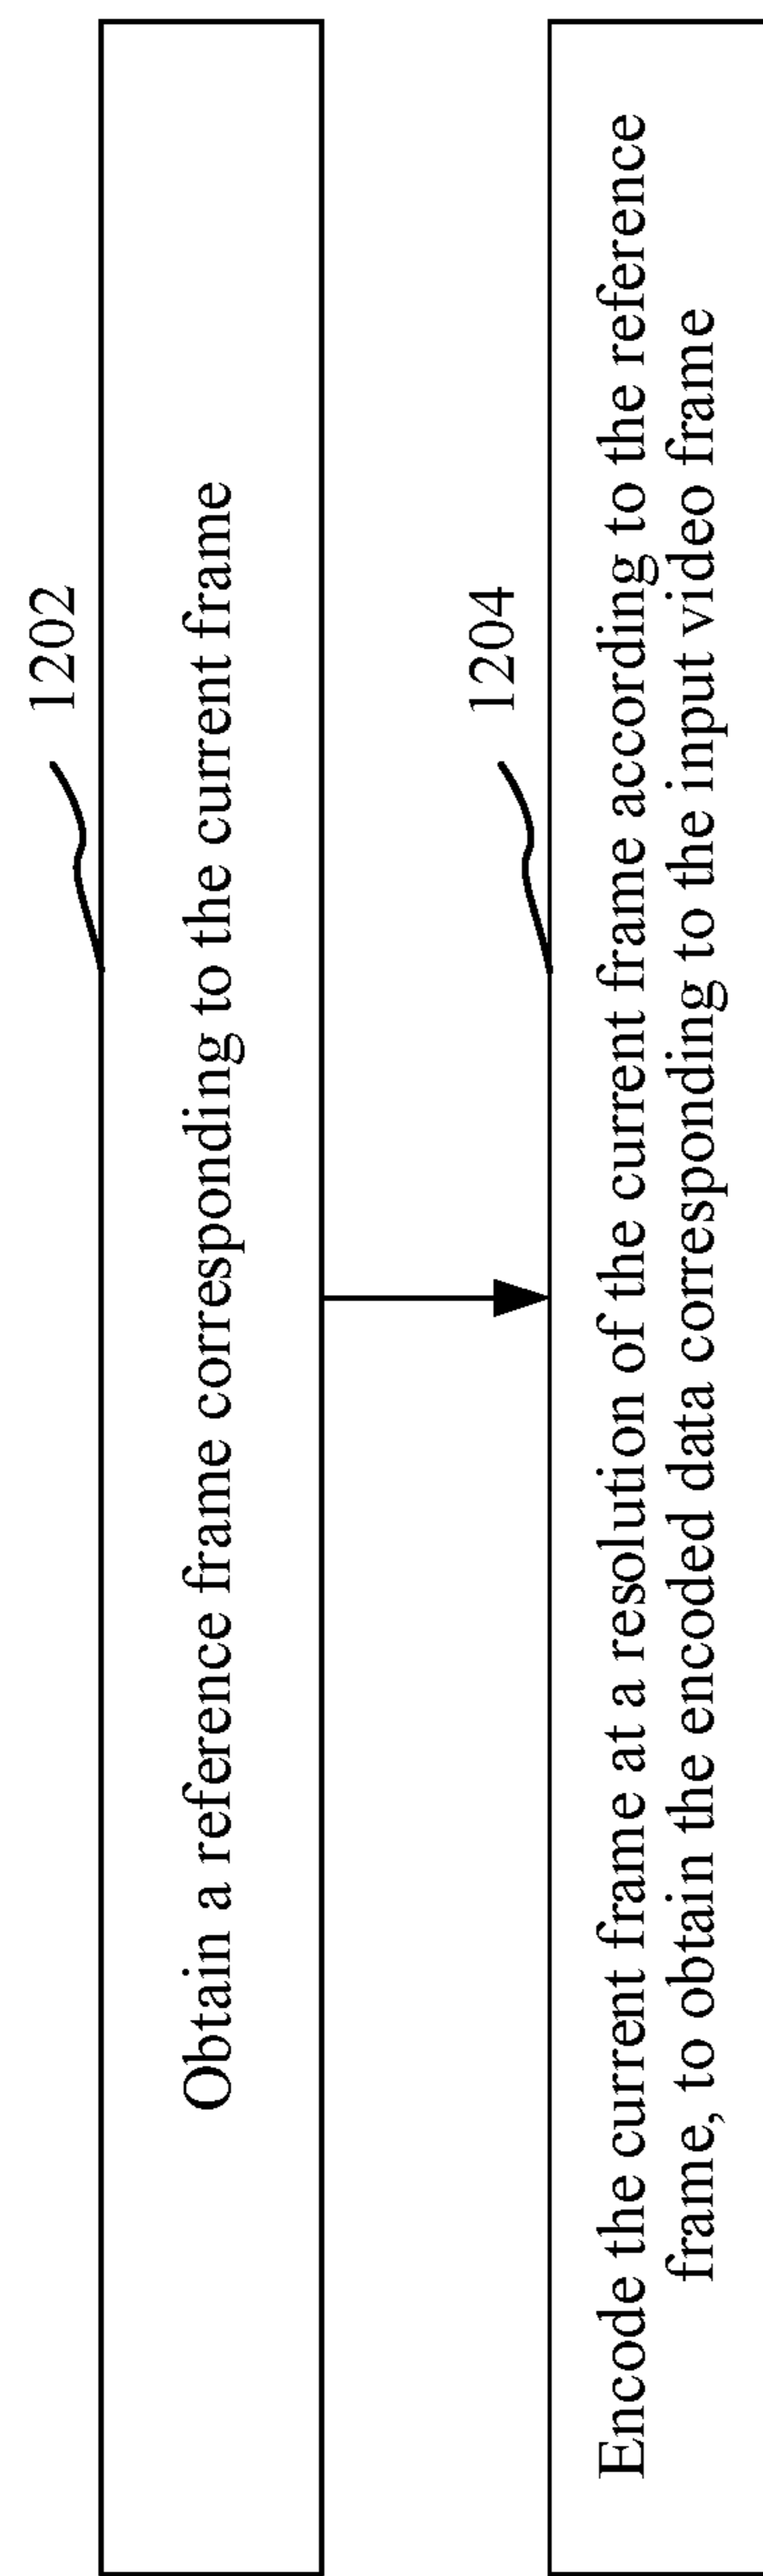 1202
Obtain a reference frame corresponding to the current frame
1204
Encode the current frame at a resolution of the current frame according to the reference
frame, to obtain the encoded data corresponding to the input video frame